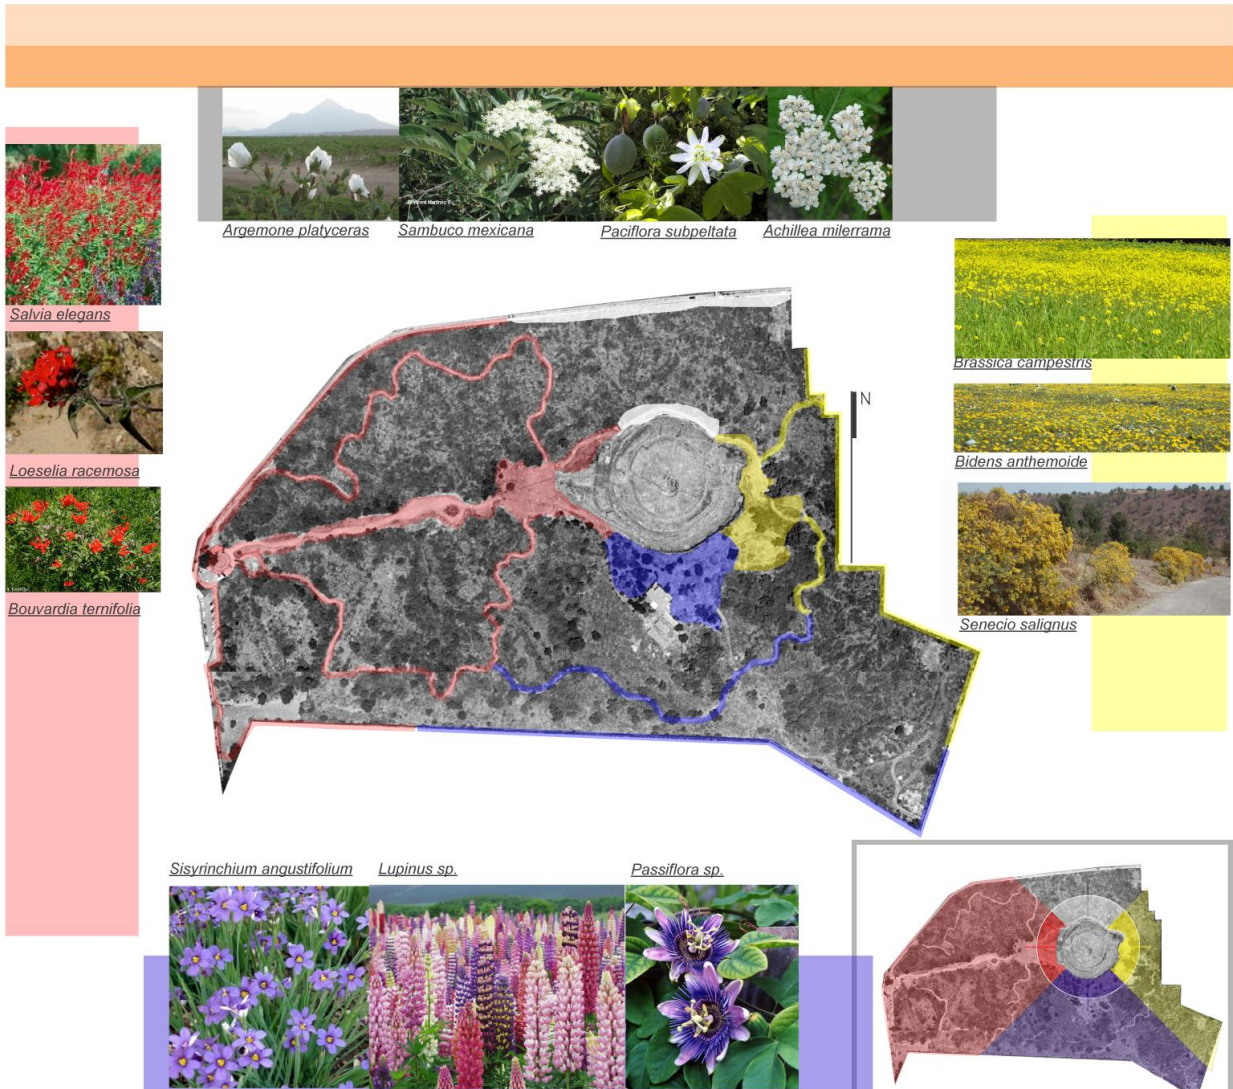 Argemone platyceras
Sambuco mexicana
Paciflora subpeltata
Achillea milerrama
Salvia elegans
Loeselia racemosa
Bouvardia ternifolia
N
Brassica campestris
Bidens anthemoide
Senecio salignus
Sisyrinchium angustifolium
Lupinus sp.
Passiflora sp.